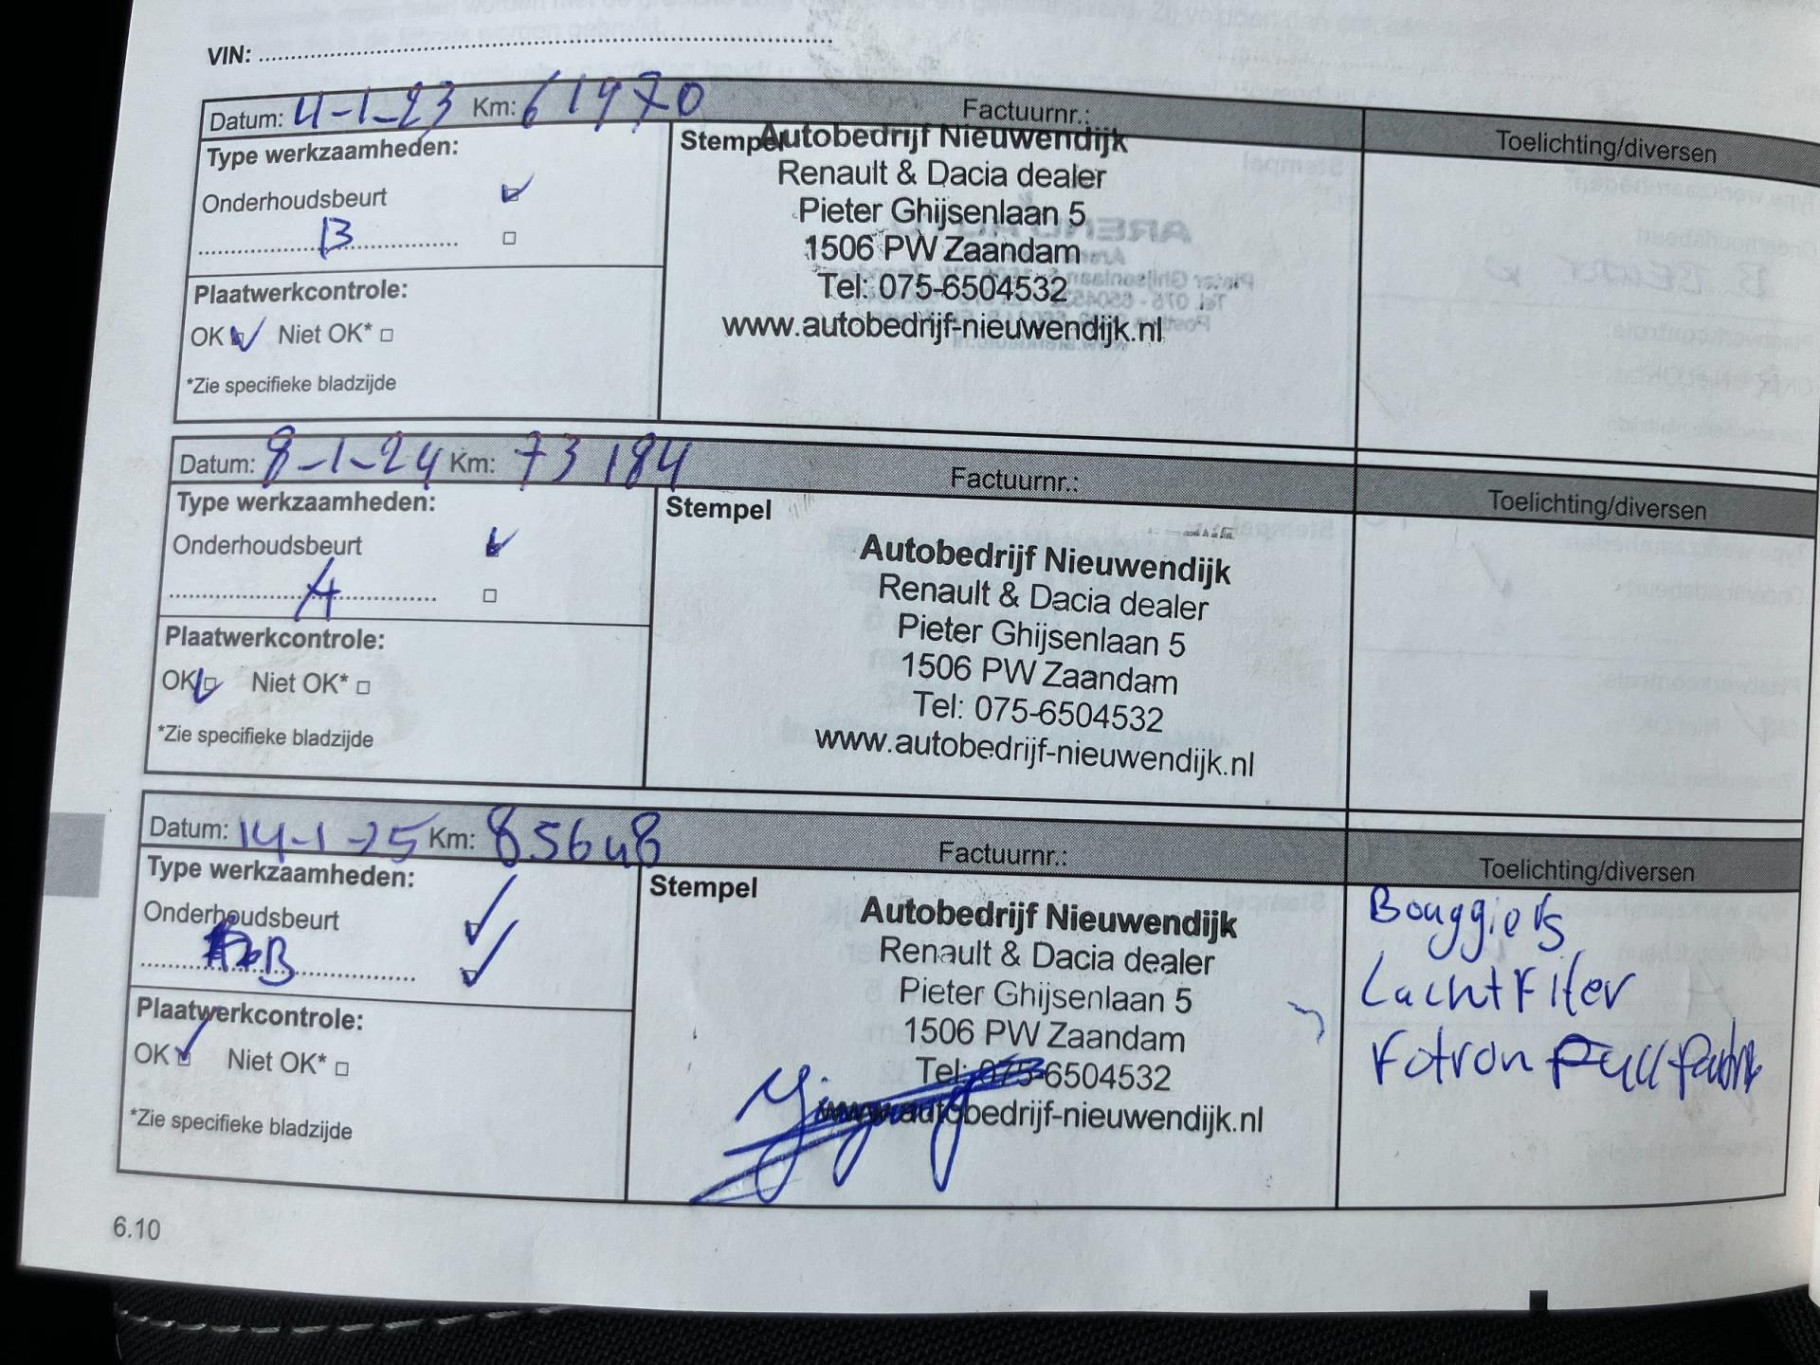 VIN:
Datum: 4-1-23 Km: 61970 Factuurnr.: Toelichting/diversen
Type werkzaamheden:
Onderhoudsbeurt
B
Plaatwerkcontrole:
OK Niet OK*
*Zie specifieke bladzijde
Stempel
Autobedrijf Nieuwendijk
Renault & Dacia dealer
Pieter Ghijsenlaan 5
1506 PW Zaandam
Tel: 075-6504532
www.autobedrijf-nieuwendijk.nl
Datum: 8-1-24 Km: 73184 Factuurnr.: Toelichting/diversen
Type werkzaamheden:
Onderhoudsbeurt
A
Plaatwerkcontrole:
OK Niet OK*
*Zie specifieke bladzijde
Stempel
Autobedrijf Nieuwendijk
Renault & Dacia dealer
Pieter Ghijsenlaan 5
1506 PW Zaandam
Tel: 075-6504532
www.autobedrijf-nieuwendijk.nl
Datum: 14-1-25 Km: 85648 Factuurnr.: Toelichting/diversen
Type werkzaamheden:
Onderhoudsbeurt
B
Plaatwerkcontrole:
OK Niet OK*
*Zie specifieke bladzijde
Stempel
Autobedrijf Nieuwendijk
Renault & Dacia dealer
Pieter Ghijsenlaan 5
1506 PW Zaandam
Tel: 075-6504532
www.autobedrijf-nieuwendijk.nl
Bouggiers
Luchtfilter
6.10